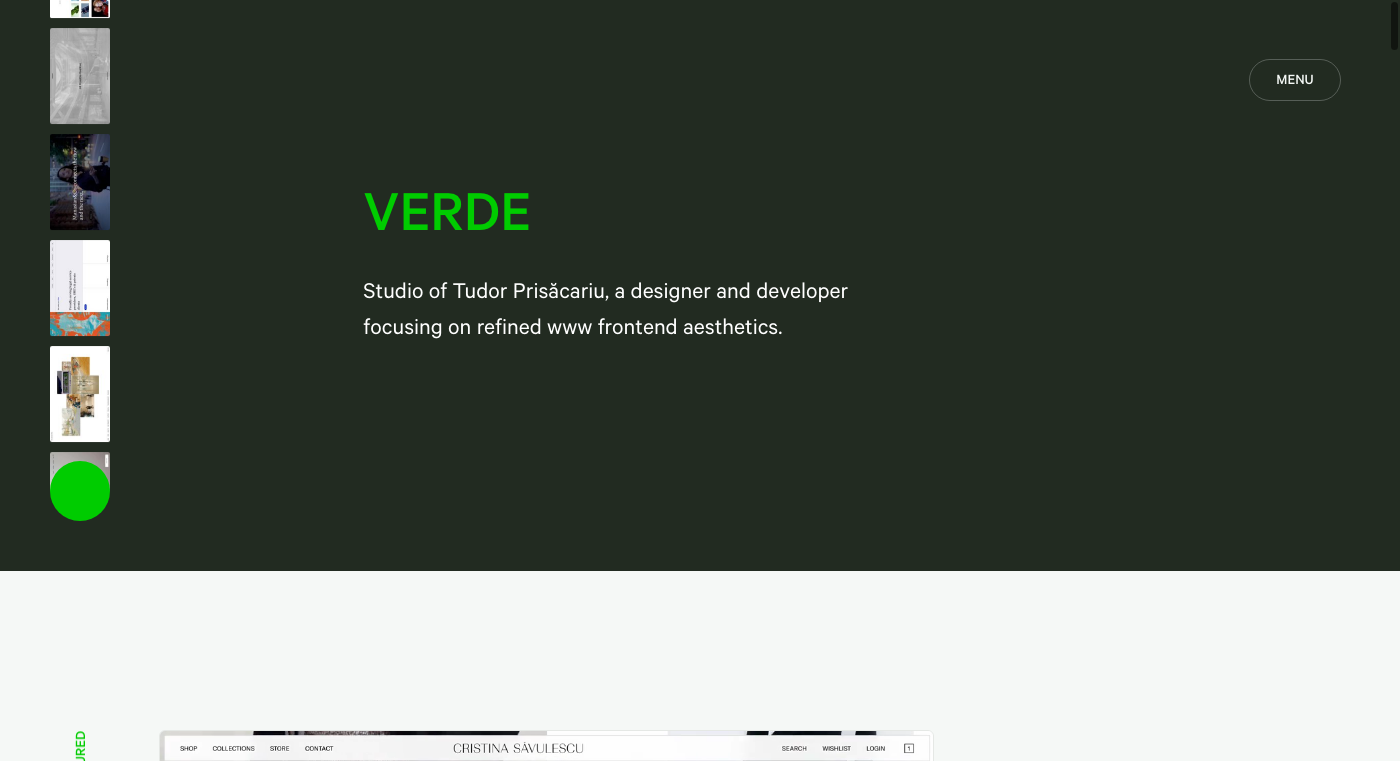 MENU
VERDE
Studio of Tudor Prisăcariu, a designer and developer
focusing on refined www frontend aesthetics.
SHOP COLLECTIONS STORE CONTACT CRISTINA SĂVULESCU SEARCH WISHLIST LOGIN 1